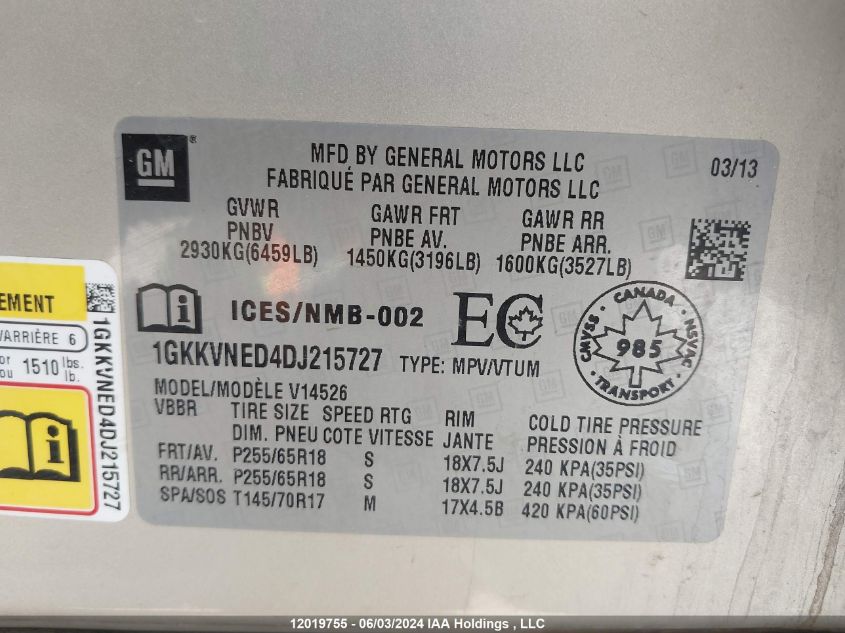 GM
MFD BY GENERAL MOTORS LLC
FABRIQUÉ PAR GENERAL MOTORS LLC
03/13
GVWR GAWR FRT GAWR RR
PNBV PNBE AV. PNBE ARR.
2930KG(6459LB) 1450KG(3196LB) 1600KG(3527LB)
ICES/NMB-002 EC
1GKKVNED4DJ215727 TYPE: MPV/VTUM
CANADA
CMVSS 985 NSVAC
TRANSPORT
MODEL/MODÈLE V14526
VBBR TIRE SIZE SPEED RTG RIM COLD TIRE PRESSURE
DIM. PNEU COTE VITESSE JANTE PRESSION À FROID
FRT/AV. P255/65R18 S 18X7.5J 240 KPA(35PSI)
RR/ARR. P255/65R18 S 18X7.5J 240 KPA(35PSI)
SPA/SOS T145/70R17 M 17X4.5B 420 KPA(60PSI)
EMENT
/ARRIÈRE 6
or
ou 1510 lbs.
lb.
1GKKVNED4DJ215727
12019755 - 06/03/2024 IAA Holdings , LLC